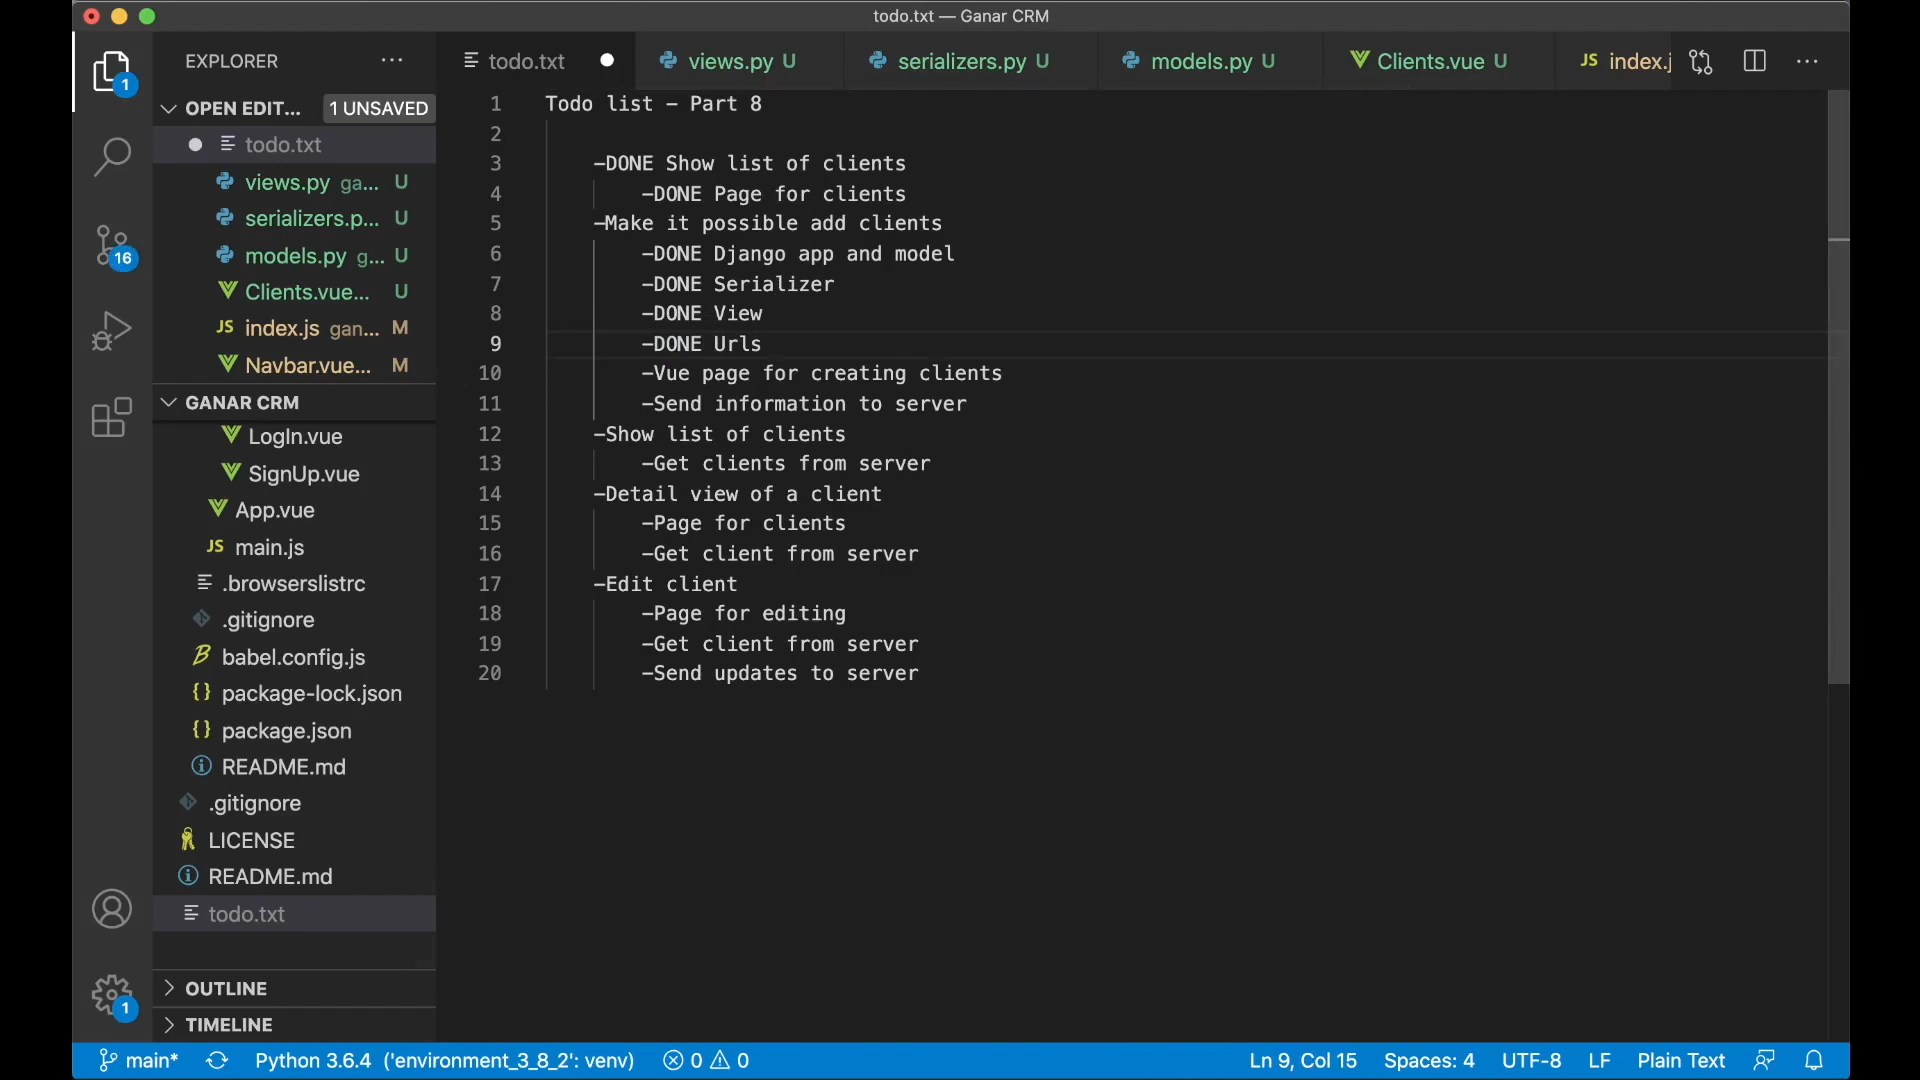 todo.txt — Ganar CRM
EXPLORER
todo.txt
views.py U
serializers.py U
models.py U
Clients.vue U
JS index.j
OPEN EDIT... 1 UNSAVED
todo.txt
views.py ga... U
serializers.p... U
models.py g... U
Clients.vue... U
JS index.js gan... M
Navbar.vue... M
GANAR CRM
LogIn.vue
SignUp.vue
App.vue
JS main.js
.browserslistrc
.gitignore
babel.config.js
{} package-lock.json
{} package.json
README.md
.gitignore
LICENSE
README.md
todo.txt
OUTLINE
TIMELINE
1
16
1
1 Todo list - Part 8
2
3 -DONE Show list of clients
4 -DONE Page for clients
5 -Make it possible add clients
6 -DONE Django app and model
7 -DONE Serializer
8 -DONE View
9 -DONE Urls
10 -Vue page for creating clients
11 -Send information to server
12 -Show list of clients
13 -Get clients from server
14 -Detail view of a client
15 -Page for clients
16 -Get client from server
17 -Edit client
18 -Page for editing
19 -Get client from server
20 -Send updates to server
main* Python 3.6.4 ('environment_3_8_2': venv) 0 0 Ln 9, Col 15 Spaces: 4 UTF-8 LF Plain Text